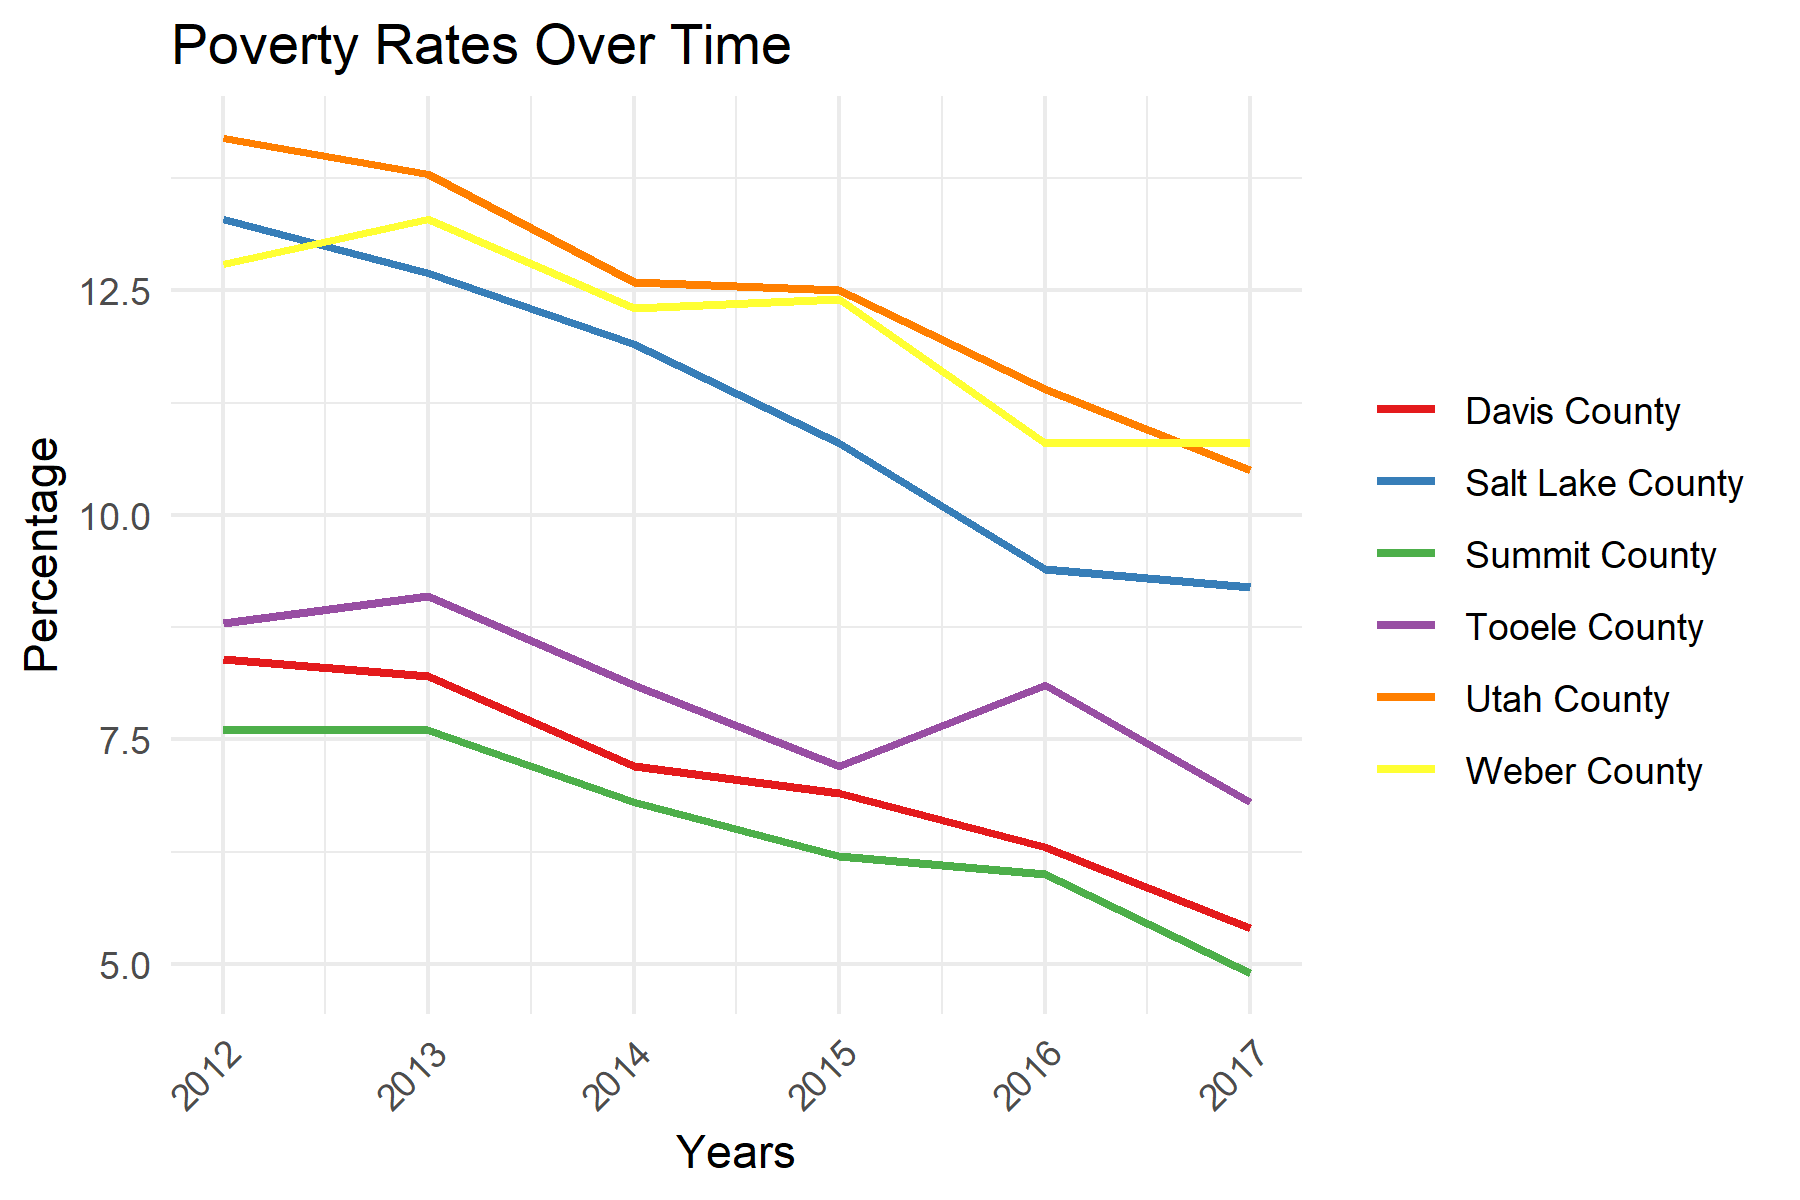 Poverty Rates Over Time
Percentage
12.5
10.0
7.5
5.0
2012
2013
2014
2015
2016
2017
Years
Davis County
Salt Lake County
Summit County
Tooele County
Utah County
Weber County